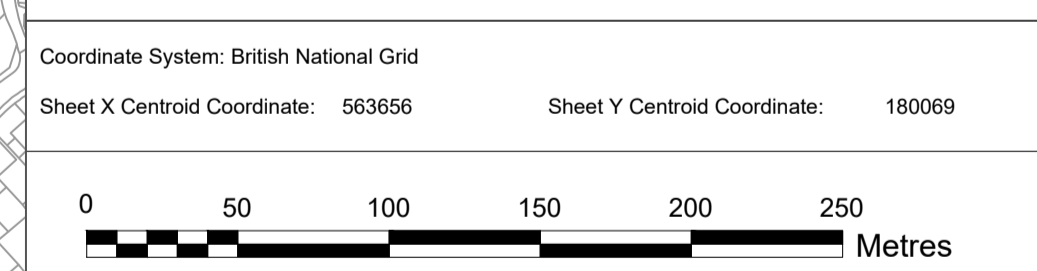 Coordinate System: British National Grid
Sheet X Centroid Coordinate: 563656 Sheet Y Centroid Coordinate: 180069
0 50 100 150 200 250
Metres